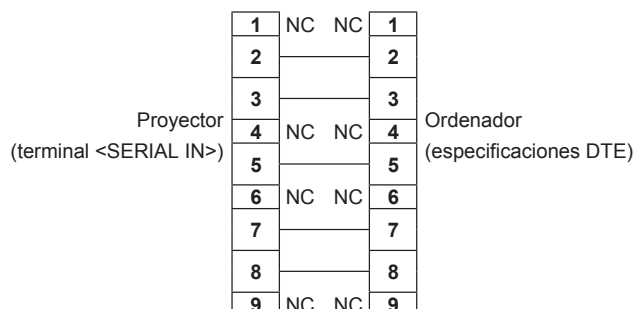 1 NC NC 1
2 2
3 3
Proyector
(terminal <SERIAL IN>)
4 NC NC 4
Ordenador
(especificaciones DTE)
5 5
6 NC NC 6
7 7
8 8
9 NC NC 9